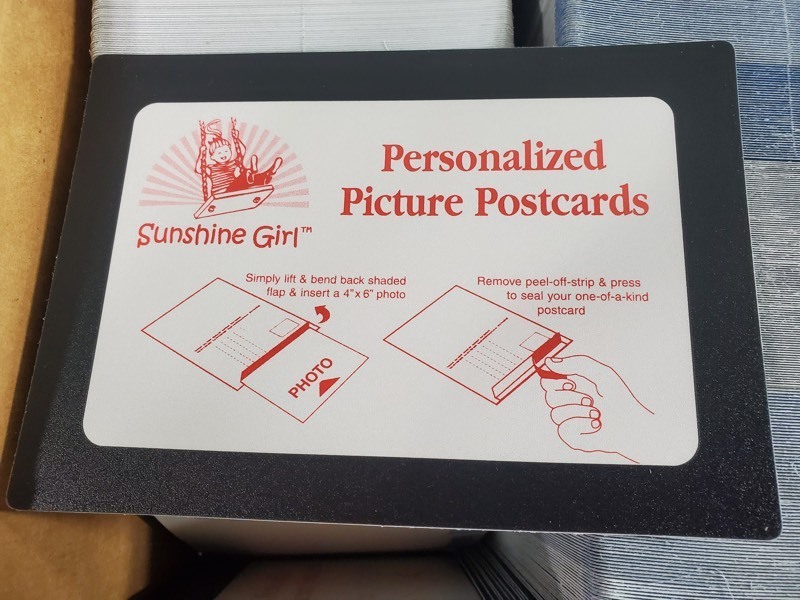 Personalized
Picture Postcards
Sunshine Girl™
Simply lift & bend back shaded
flap & insert a 4"x 6" photo
PHOTO
Remove peel-off-strip & press
to seal your one-of-a-kind
postcard